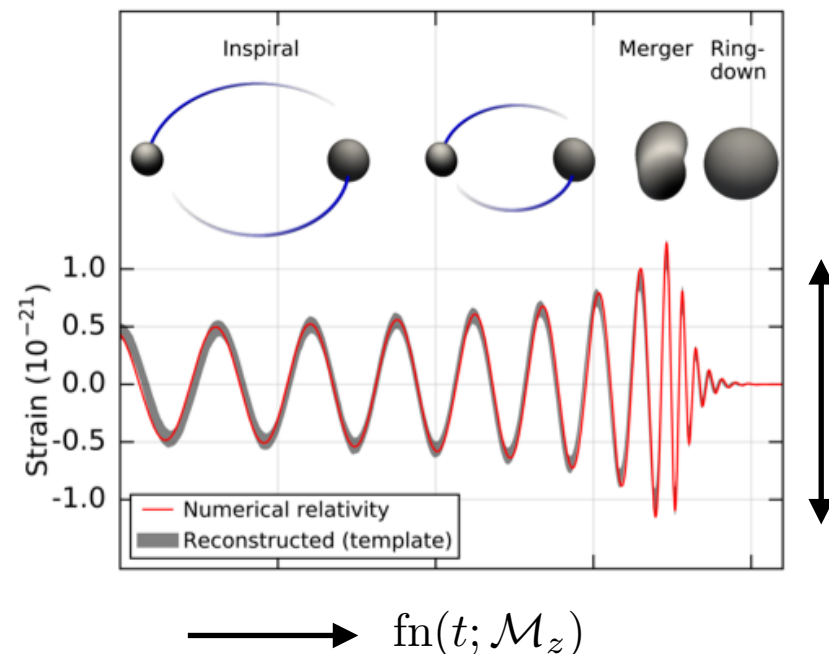 Inspiral
Merger
Ring-
down
Strain (10⁻²¹)
1.0
0.5
0.0
-0.5
-1.0
Numerical relativity
Reconstructed (template)
fn(t; ℳ_z)